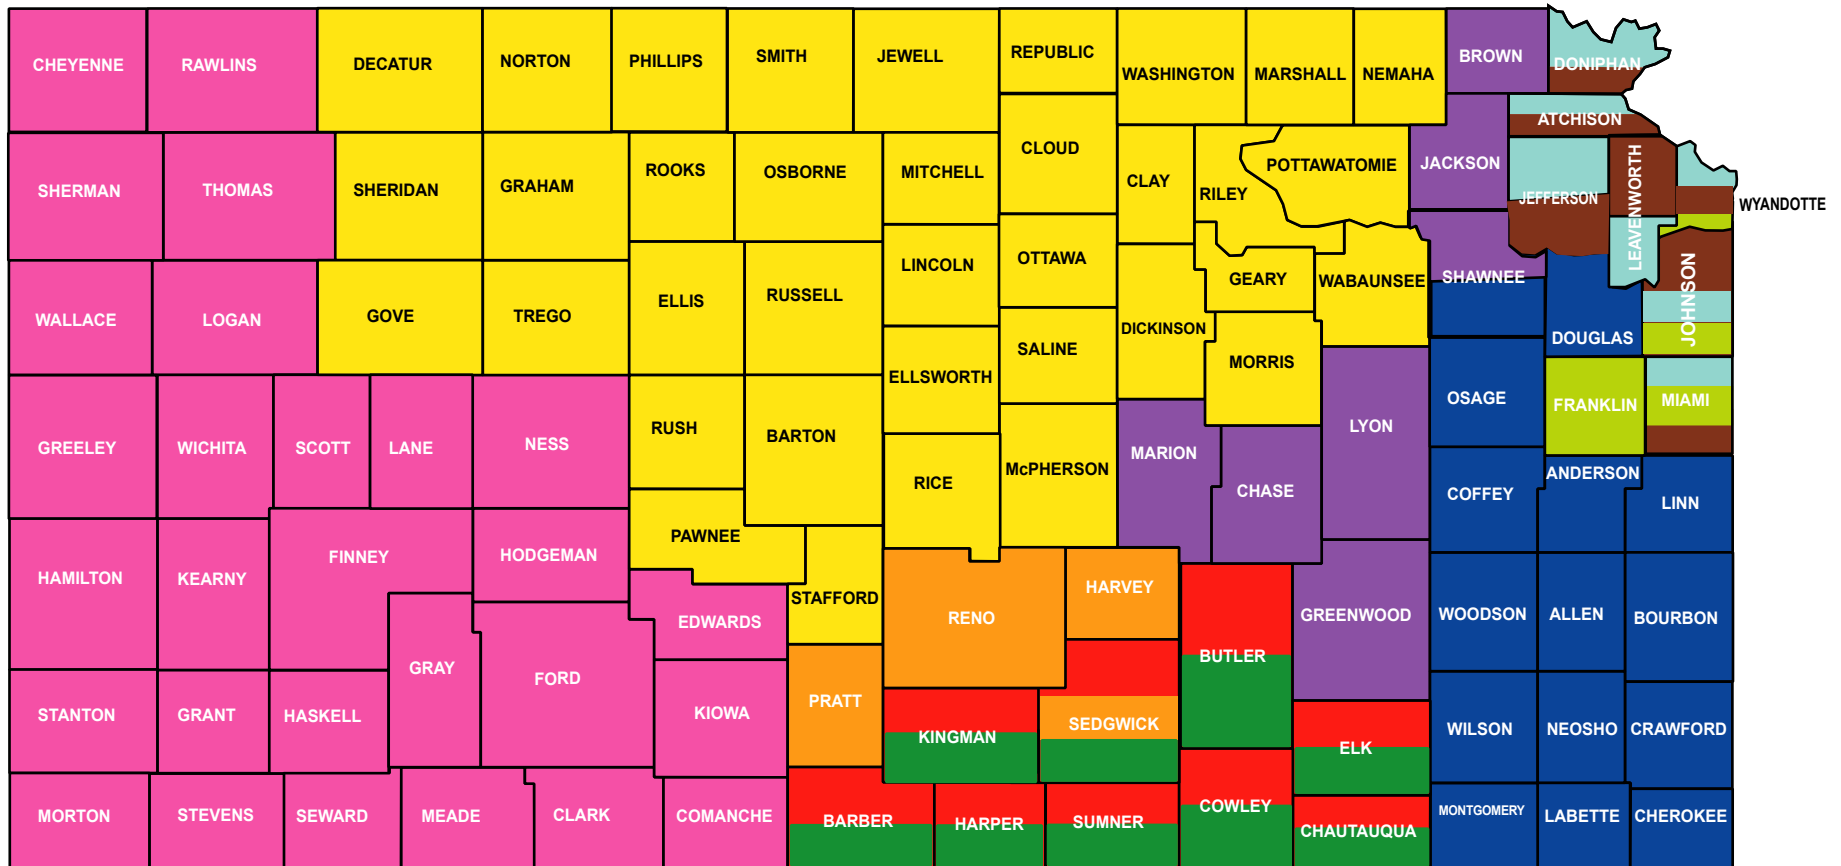 CHEYENNE
RAWLINS
DECATUR
NORTON
PHILLIPS
SMITH
JEWELL
REPUBLIC
WASHINGTON
MARSHALL
NEMAHA
BROWN
DONIPHAN
ATCHISON
SHERMAN
THOMAS
SHERIDAN
GRAHAM
ROOKS
OSBORNE
MITCHELL
CLOUD
CLAY
RILEY
POTTAWATOMIE
JACKSON
JEFFERSON
LEAVENWORTH
WYANDOTTE
WALLACE
LOGAN
GOVE
TREGO
ELLIS
RUSSELL
LINCOLN
OTTAWA
DICKINSON
GEARY
WABAUNSEE
SHAWNEE
DOUGLAS
JOHNSON
ELLSWORTH
SALINE
MORRIS
GREELEY
WICHITA
SCOTT
LANE
NESS
RUSH
BARTON
RICE
McPHERSON
MARION
CHASE
LYON
OSAGE
FRANKLIN
MIAMI
COFFEY
ANDERSON
LINN
HAMILTON
KEARNY
FINNEY
HODGEMAN
PAWNEE
STAFFORD
EDWARDS
RENO
HARVEY
BUTLER
GREENWOOD
WOODSON
ALLEN
BOURBON
GRAY
FORD
STANTON
GRANT
HASKELL
KIOWA
PRATT
KINGMAN
SEDGWICK
ELK
WILSON
NEOSHO
CRAWFORD
MORTON
STEVENS
SEWARD
MEADE
CLARK
COMANCHE
BARBER
HARPER
SUMNER
COWLEY
CHAUTAUQUA
MONTGOMERY
LABETTE
CHEROKEE